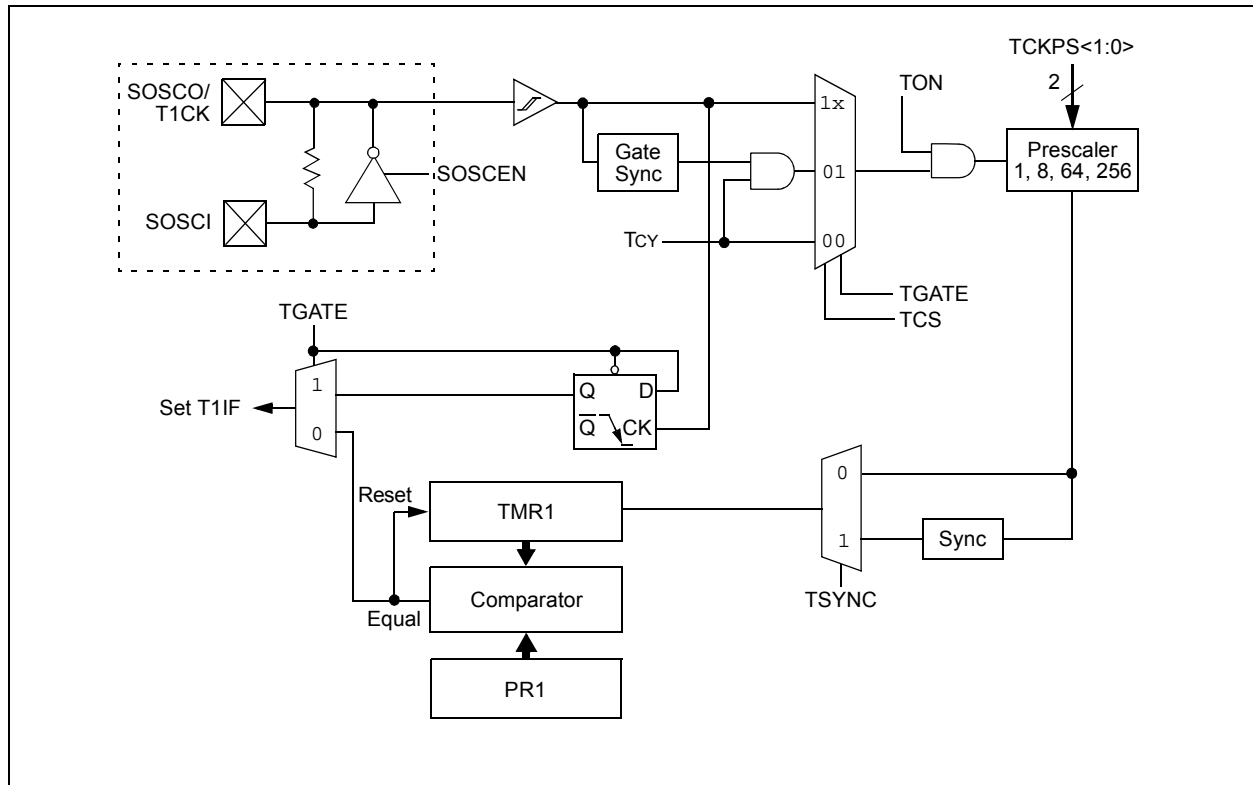 TCKPS<1:0>
2
TON
SOSCO/
T1CK
1x
Gate
Sync
Prescaler
1, 8, 64, 256
SOSCEN
01
SOSCI
TCY
00
TGATE
TCS
TGATE
1
Q
D
Set T1IF
0
Q
CK
Reset
TMR1
0
1
Sync
TSYNC
Comparator
Equal
PR1